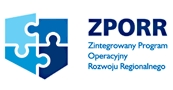 ZPORR
Zintegrowany Program
Operacyjny
Rozwoju Regionalnego